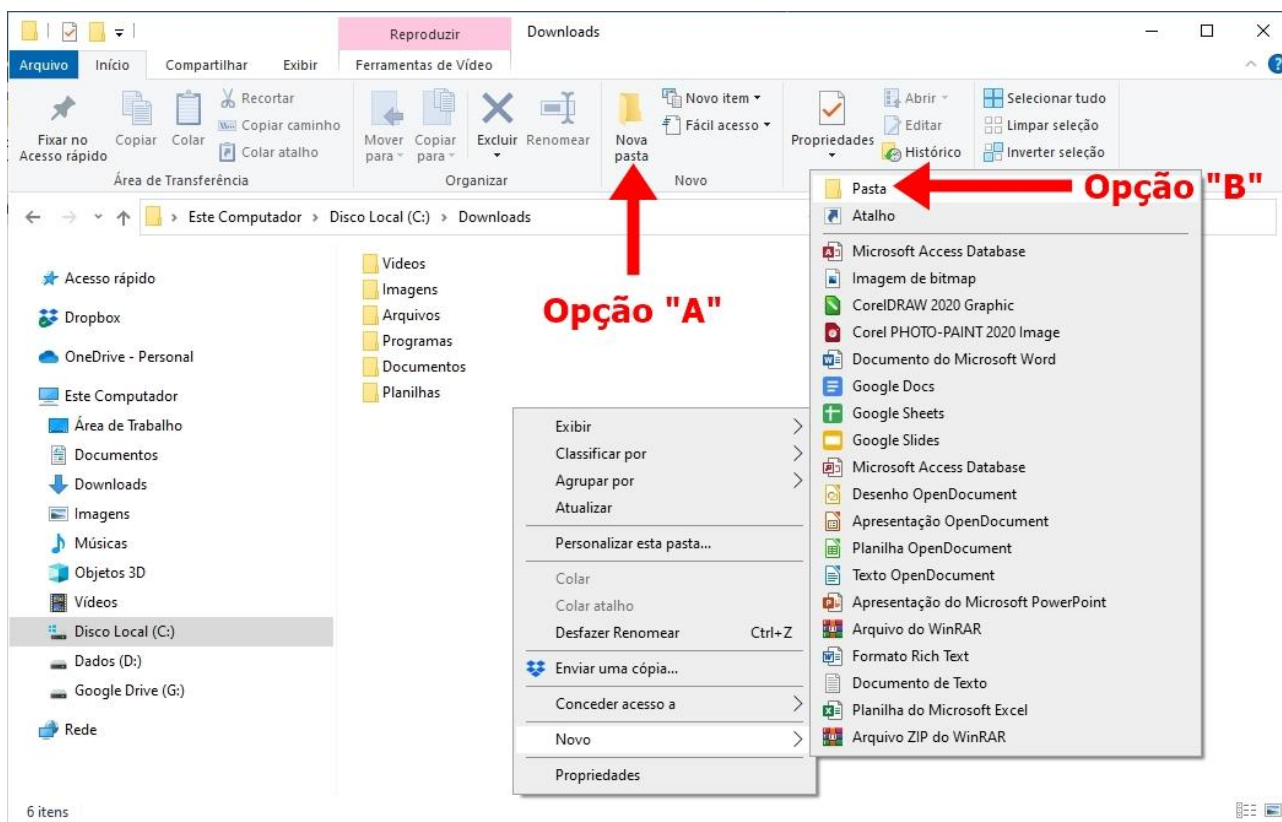 Reproduzir
Downloads
Arquivo
Início
Compartilhar
Exibir
Ferramentas de Vídeo
Fixar no
Acesso rápido
Copiar
Colar
Recortar
Copiar caminho
Colar atalho
Área de Transferência
Mover
para
Copiar
para
Excluir
Renomear
Organizar
Nova
pasta
Novo item
Fácil acesso
Novo
Propriedades
Abrir
Editar
Histórico
Selecionar tudo
Limpar seleção
Inverter seleção
Este Computador > Disco Local (C:) > Downloads
Acesso rápido
Dropbox
OneDrive - Personal
Este Computador
Área de Trabalho
Documentos
Downloads
Imagens
Músicas
Objetos 3D
Vídeos
Disco Local (C:)
Dados (D:)
Google Drive (G:)
Rede
Videos
Imagens
Arquivos
Programas
Documentos
Planilhas
Opção "A"
Exibir
Classificar por
Agrupar por
Atualizar
Personalizar esta pasta...
Colar
Colar atalho
Desfazer Renomear Ctrl+Z
Enviar uma cópia...
Conceder acesso a
Novo
Propriedades
Pasta
Opção "B"
Atalho
Microsoft Access Database
Imagem de bitmap
CorelDRAW 2020 Graphic
Corel PHOTO-PAINT 2020 Image
Documento do Microsoft Word
Google Docs
Google Sheets
Google Slides
Microsoft Access Database
Desenho OpenDocument
Apresentação OpenDocument
Planilha OpenDocument
Texto OpenDocument
Apresentação do Microsoft PowerPoint
Arquivo do WinRAR
Formato Rich Text
Documento de Texto
Planilha do Microsoft Excel
Arquivo ZIP do WinRAR
6 itens